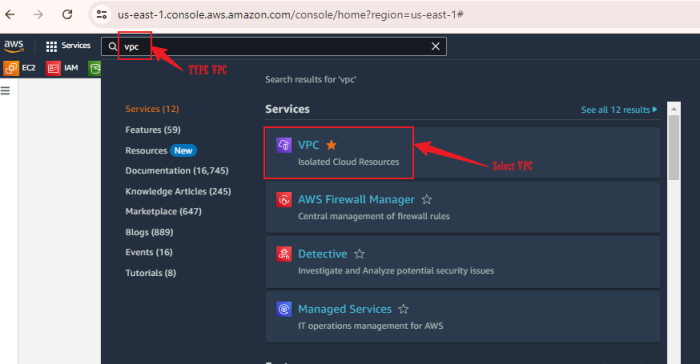 us-east-1.console.aws.amazon.com/console/home?region=us-east-1#
aws
Services
vpc
EC2
IAM
TYPE VPC
Search results for 'vpc'
Services (12)
Features (59)
Resources New
Documentation (16,745)
Knowledge Articles (245)
Marketplace (647)
Blogs (889)
Events (16)
Tutorials (8)
Services
See all 12 results
VPC
Isolated Cloud Resources
Select VPC
AWS Firewall Manager
Central management of firewall rules
Detective
Investigate and Analyze potential security issues
Managed Services
IT operations management for AWS